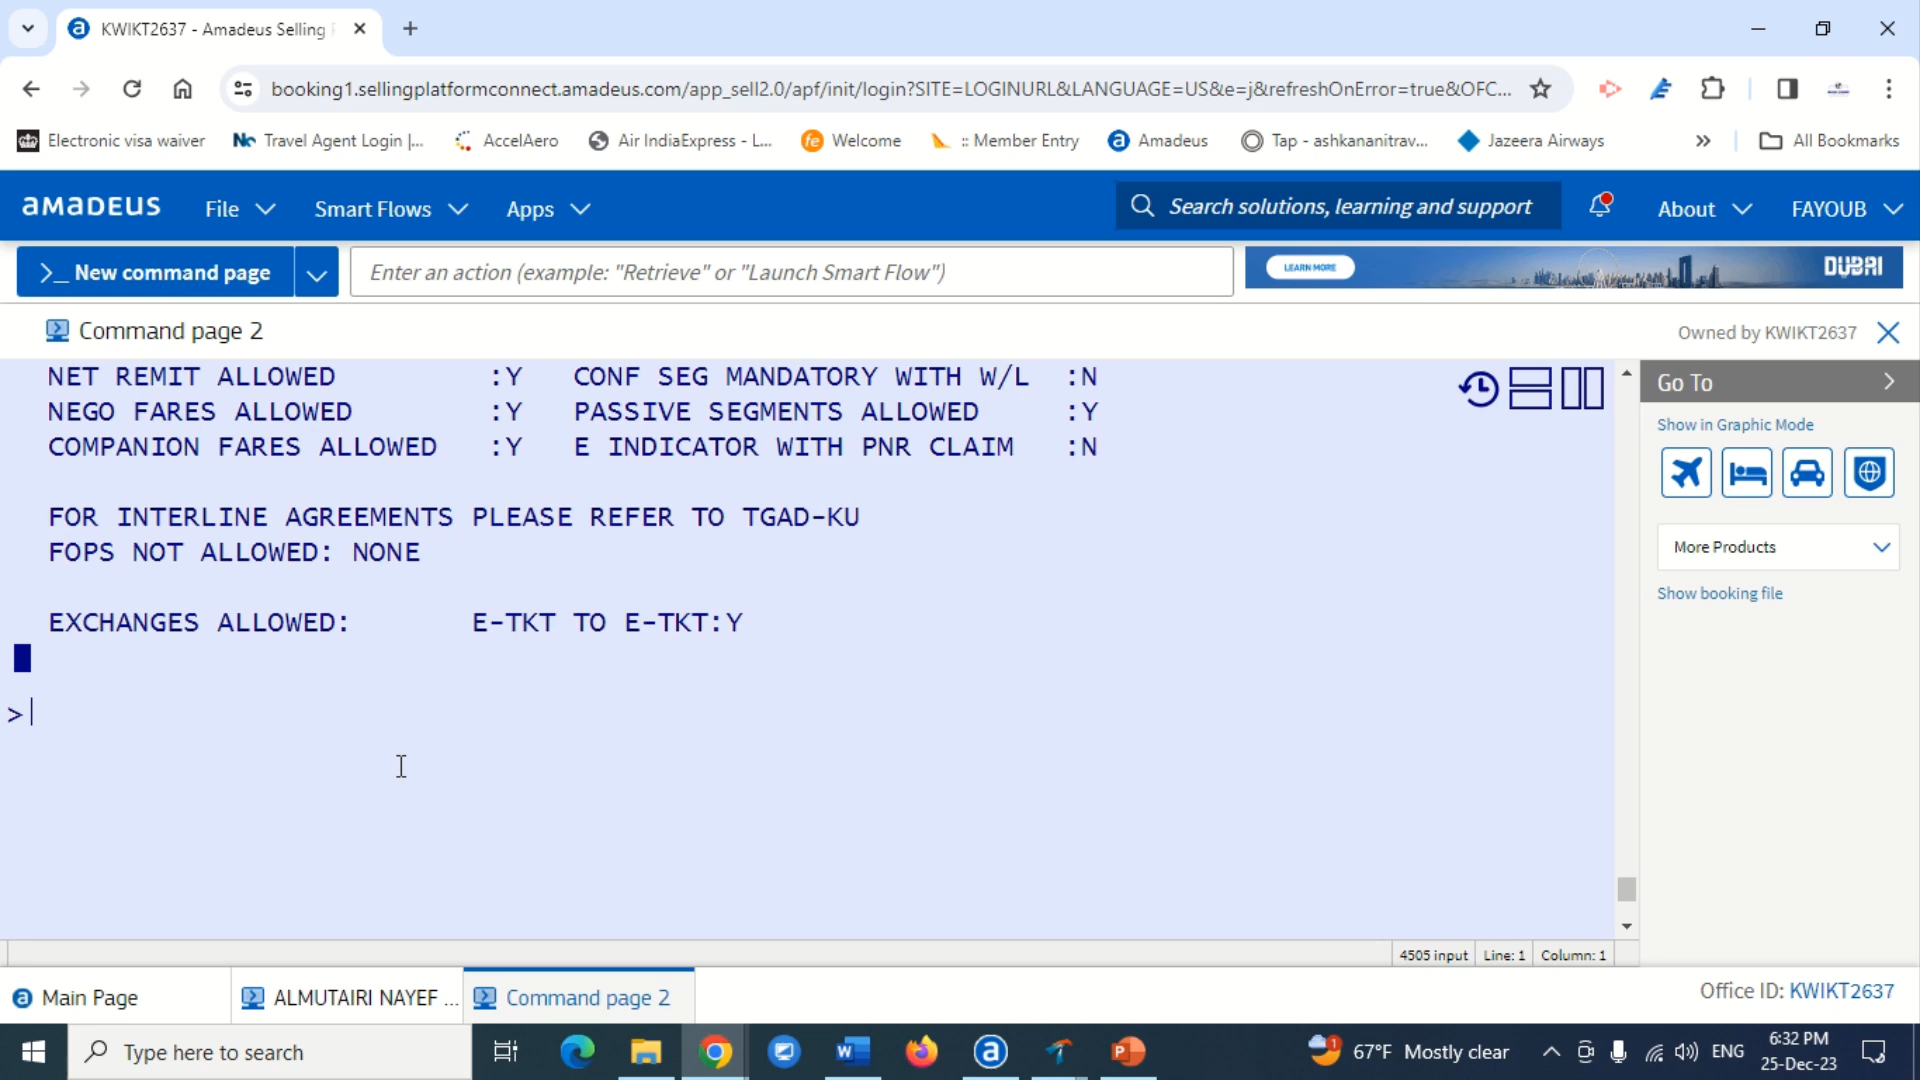 KWIKT2637 - Amadeus Selling
booking1.sellingplatformconnect.amadeus.com/app_sell2.0/apf/init/login?SITE=LOGINURL&LANGUAGE=US&e=j&refreshOnError=true&OFC...
Electronic visa waiver
Travel Agent Login |...
AccelAero
Air IndiaExpress - L...
Welcome
:: Member Entry
Amadeus
Tap - ashkananitrav...
Jazeera Airways
All Bookmarks
amadeus
File
Smart Flows
Apps
Search solutions, learning and support
About
FAYOUB
New command page
Enter an action (example: "Retrieve" or "Launch Smart Flow")
LEARN MORE
DUBAI
Command page 2
Owned by KWIKT2637
NET REMIT ALLOWED :Y CONF SEG MANDATORY WITH W/L :N
NEGO FARES ALLOWED :Y PASSIVE SEGMENTS ALLOWED :Y
COMPANION FARES ALLOWED :Y E INDICATOR WITH PNR CLAIM :N
FOR INTERLINE AGREEMENTS PLEASE REFER TO TGAD-KU
FOPS NOT ALLOWED: NONE
EXCHANGES ALLOWED: E-TKT TO E-TKT:Y
>
Go To
Show in Graphic Mode
More Products
Show booking file
4505 input
Line: 1
Column: 1
Main Page
ALMUTAIRI NAYEF ...
Command page 2
Office ID: KWIKT2637
Type here to search
67°F Mostly clear
ENG
6:32 PM
25-Dec-23